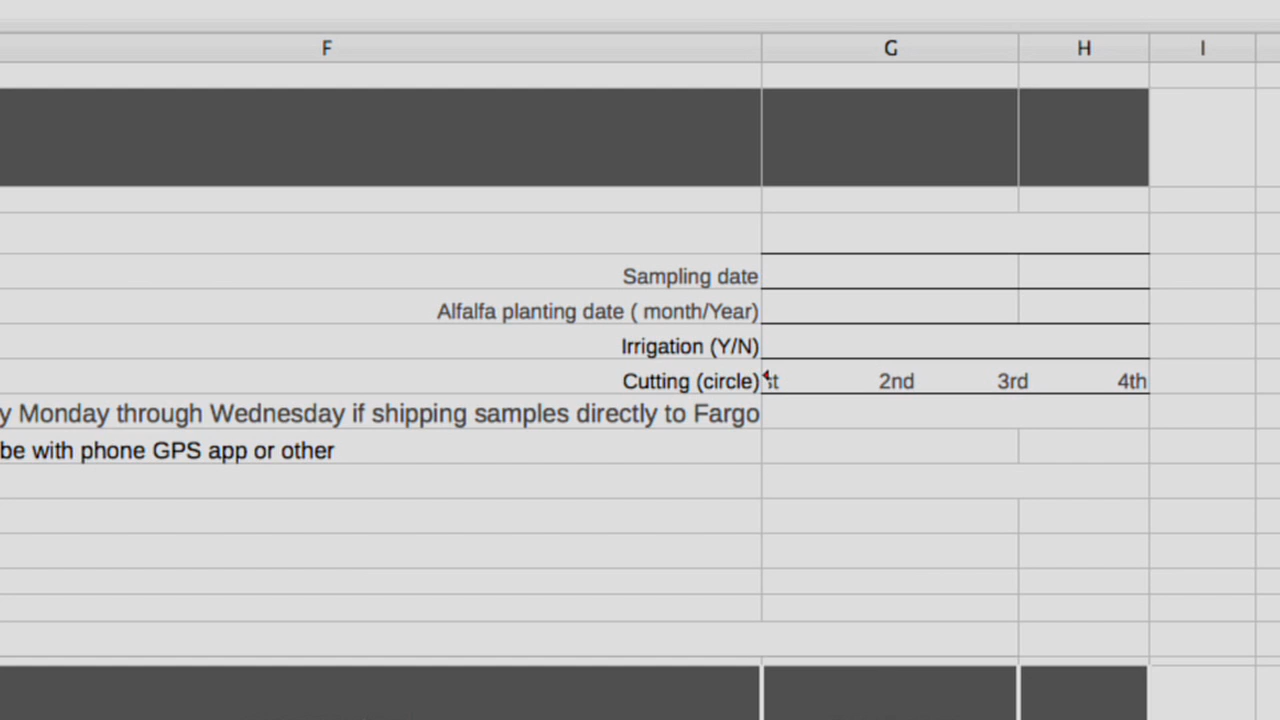 F G H I
Sampling date
Alfalfa planting date ( month/Year)
Irrigation (Y/N)
Cutting (circle) 2nd 3rd 4th
Monday through Wednesday if shipping samples directly to Fargo
be with phone GPS app or other